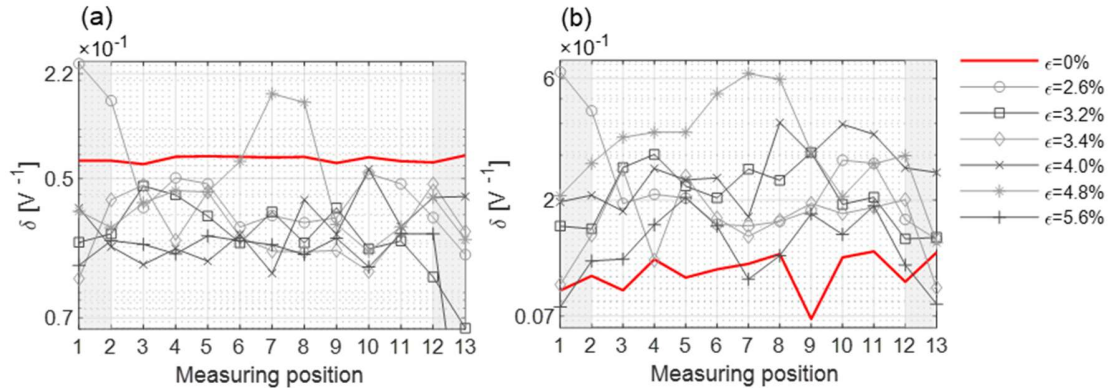 (a)
×10⁻¹
2.2
0.5
0.7
δ [V⁻¹]
1 2 3 4 5 6 7 8 9 10 11 12 13
Measuring position
(b)
×10⁻¹
6
2
0.07
δ [V⁻¹]
1 2 3 4 5 6 7 8 9 10 11 12 13
Measuring position
ϵ=0%
ϵ=2.6%
ϵ=3.2%
ϵ=3.4%
ϵ=4.0%
ϵ=4.8%
ϵ=5.6%